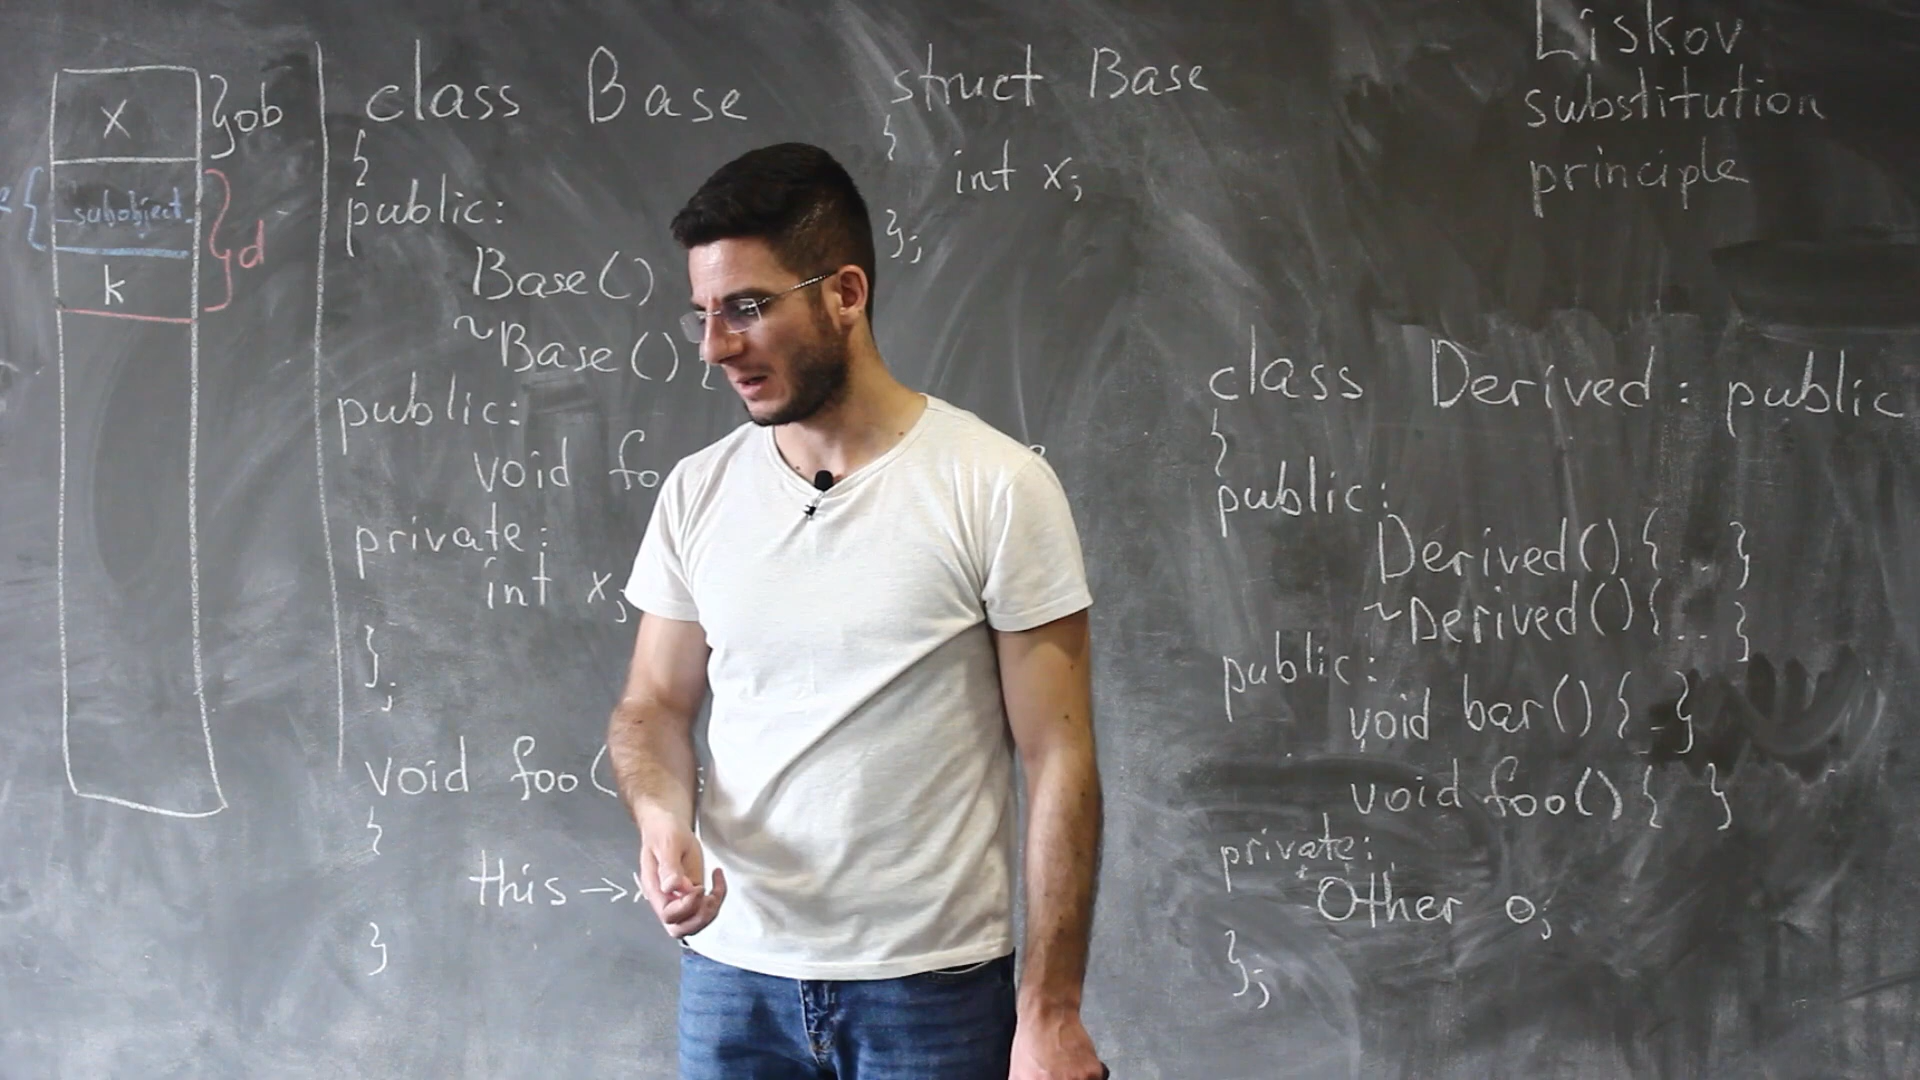 x
}ob
subobject
}d
k
class Base
{
public:
Base()
~Base(){
public:
void fo
private:
int x;
};
void foo(
{
this->x
}
struct Base
{
int x;
};
Liskov
substitution
principle
class Derived: public
{
public:
Derived(){..}
~Derived(){..}
public:
void bar(){_}
void foo(){ }
private:
Other o;
};